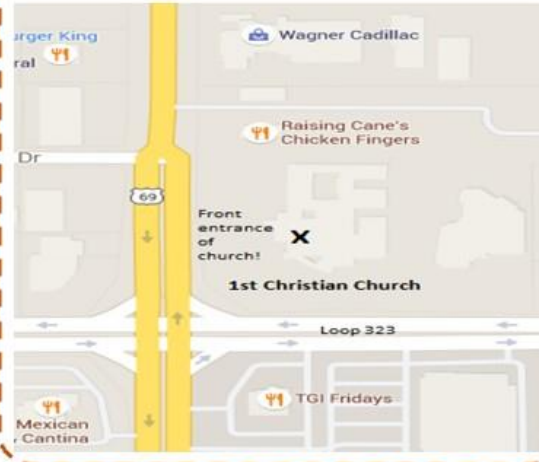 urger King
ral
Wagner Cadillac
Raising Cane's
Chicken Fingers
Dr
69
Front
entrance
of
church!
X
1st Christian Church
Loop 323
TGI Fridays
Mexican
Cantina